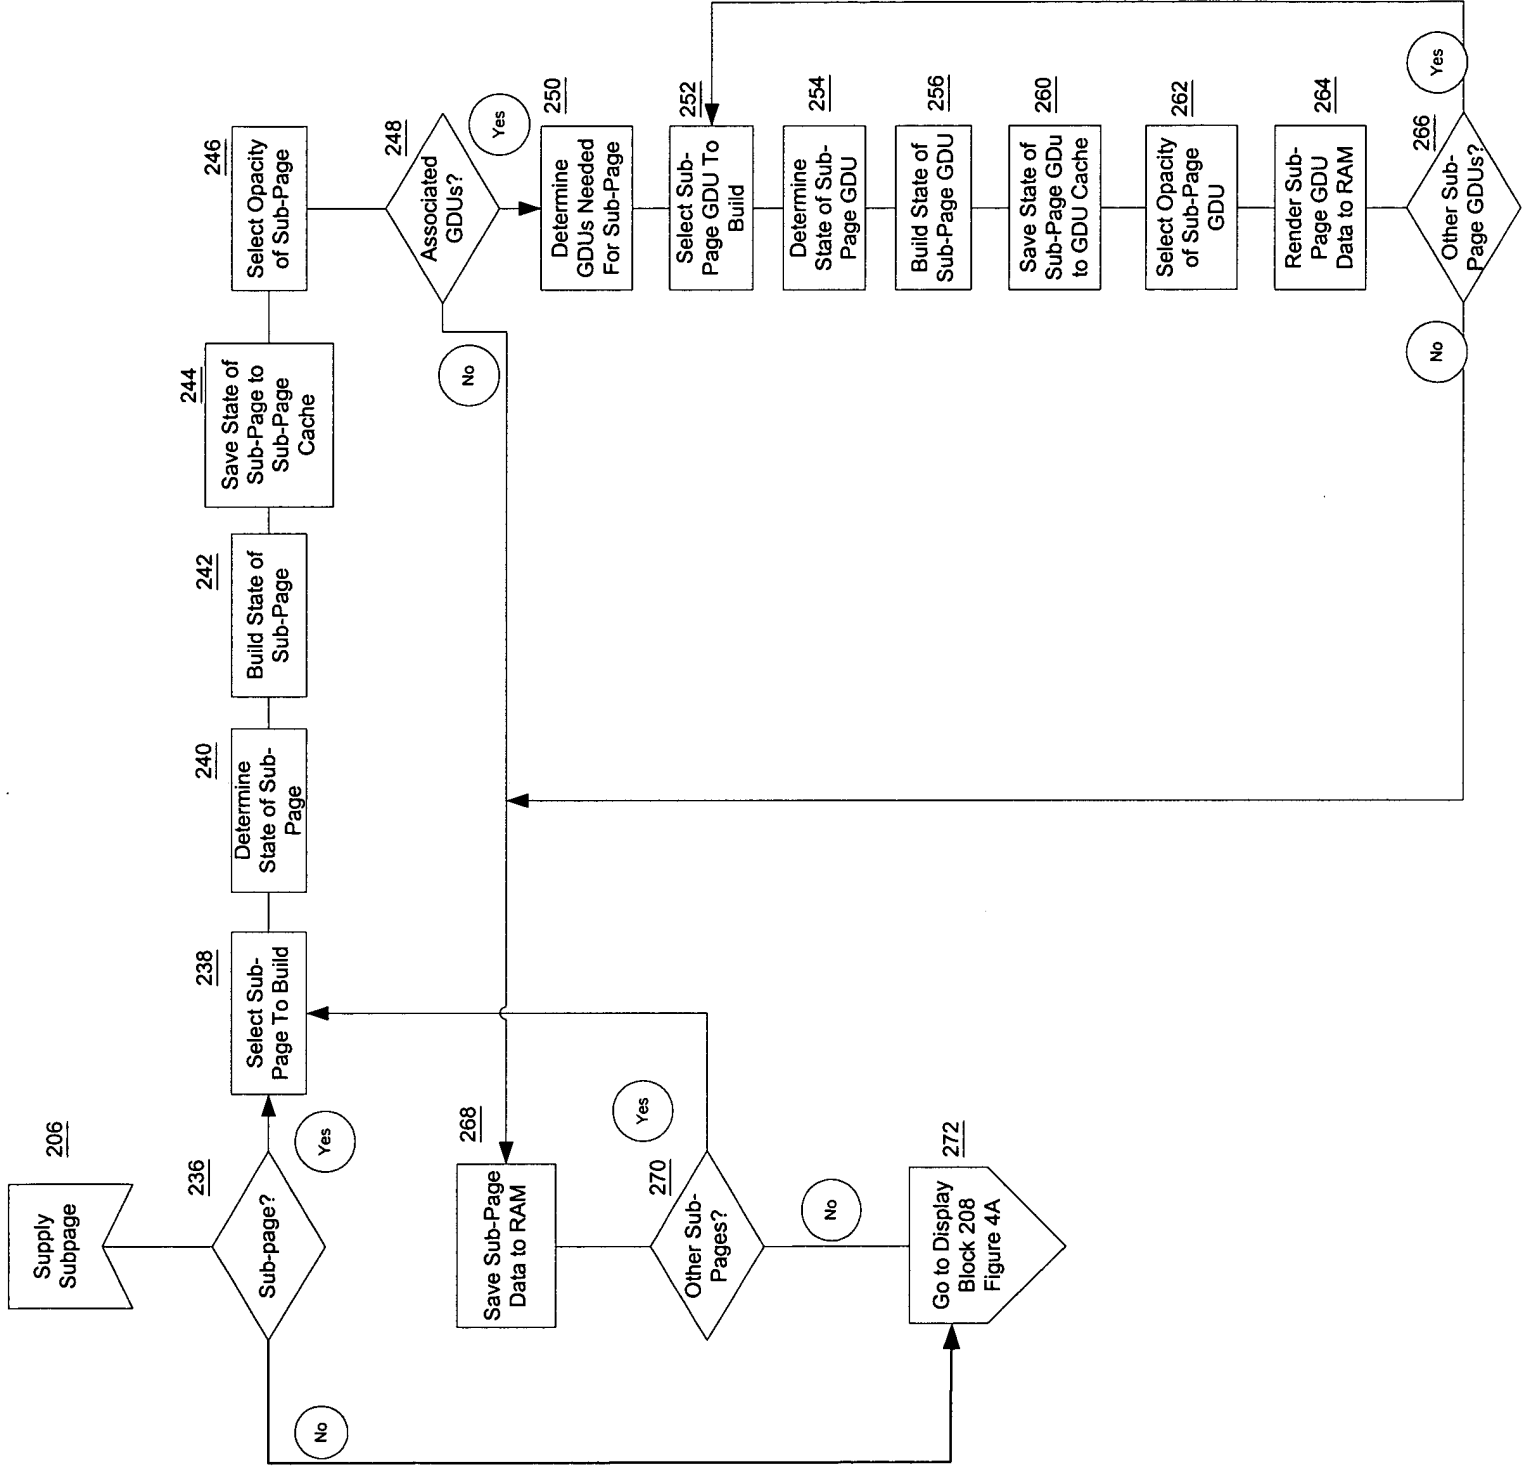 206
Supply
Subpage
236
Sub-page?
Yes
No
238
Select Sub-
Page To Build
240
Determine
State of Sub-
Page
242
Build State of
Sub-Page
244
Save State of
Sub-Page to
Sub-Page
Cache
246
Select Opacity
of Sub-Page
248
Associated
GDUs?
Yes
No
250
Determine
GDUs Needed
For Sub-Page
252
Select Sub-
Page GDU To
Build
254
Determine
State of Sub-
Page GDU
256
Build State of
Sub-Page GDU
260
Save State of
Sub-Page GDu
to GDU Cache
262
Select Opacity
of Sub-Page
GDU
264
Render Sub-
Page GDU
Data to RAM
266
Other Sub-
Page GDUs?
Yes
No
268
Save Sub-Page
Data to RAM
270
Other Sub-
Pages?
Yes
No
272
Go to Display
Block 208
Figure 4A